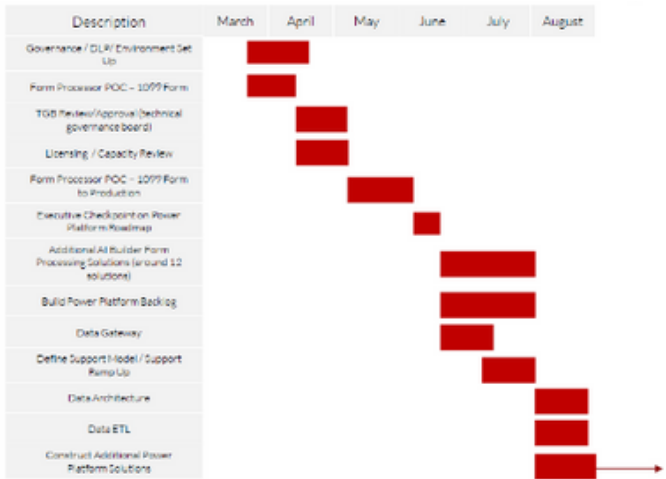 Description March April May June July August
Governance / DLP/ Environment Set
Up
Form Processor POC – 1099 Form
TGB Review/Approval (technical
governance board)
Licensing / Capacity Review
Form Processor POC – 1099 Form
to Production
Executive Checkpoint on Power
Platform Roadmap
Additional AI Builder Form
Processing Solutions (around 12
solutions)
Build Power Platform Backlog
Data Gateway
Define Support Model / Support
Ramp Up
Data Architecture
Data ETL
Construct Additional Power
Platform Solutions